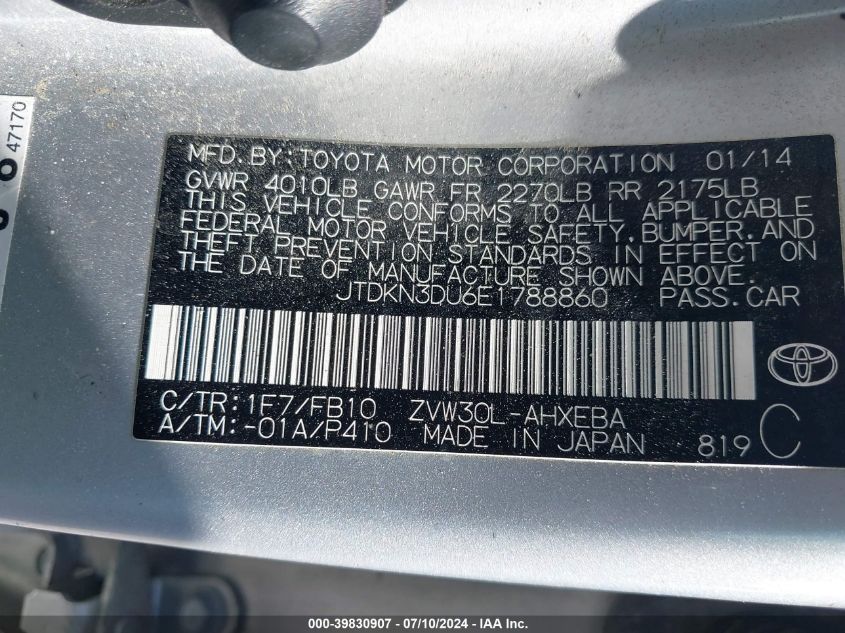 47170
MFD.BY:TOYOTA MOTOR CORPORATION 01/14
GVWR 4010LB GAWR FR 2270LB RR 2175LB
THIS VEHICLE CONFORMS TO ALL APPLICABLE
FEDERAL MOTOR VEHICLE SAFETY,BUMPER,AND
THEFT PREVENTION STANDARDS IN EFFECT ON
THE DATE OF MANUFACTURE SHOWN ABOVE.
JTDKN3DU6E1788860 PASS.CAR
C/TR:1F7/FB10 ZVW30L-AHXEBA
A/TM:-01A/P410 MADE IN JAPAN 819 C
000-39830907 | 07/10/2024 - IAA Inc.